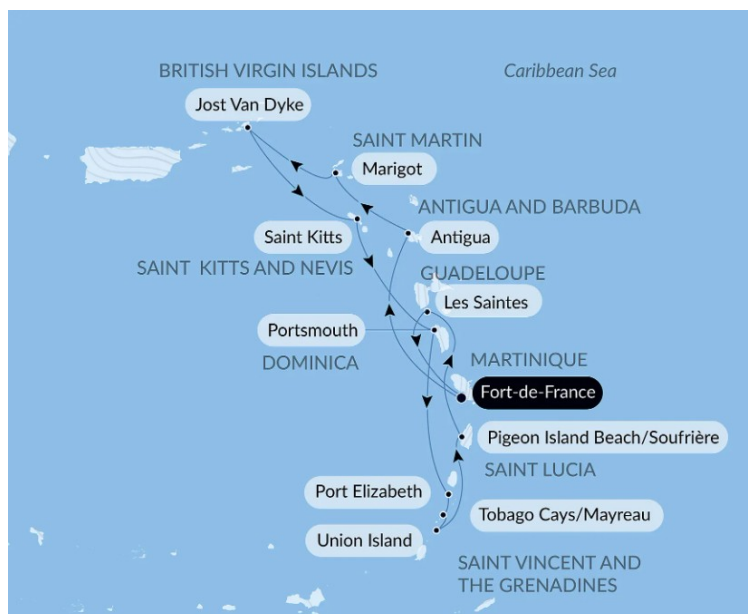 BRITISH VIRGIN ISLANDS
Caribbean Sea
Jost Van Dyke
SAINT MARTIN
Marigot
ANTIGUA AND BARBUDA
Saint Kitts
Antigua
SAINT KITTS AND NEVIS
GUADELOUPE
Les Saintes
Portsmouth
DOMINICA
MARTINIQUE
Fort-de-France
Pigeon Island Beach/Soufrière
SAINT LUCIA
Port Elizabeth
Tobago Cays/Mayreau
Union Island
SAINT VINCENT AND
THE GRENADINES